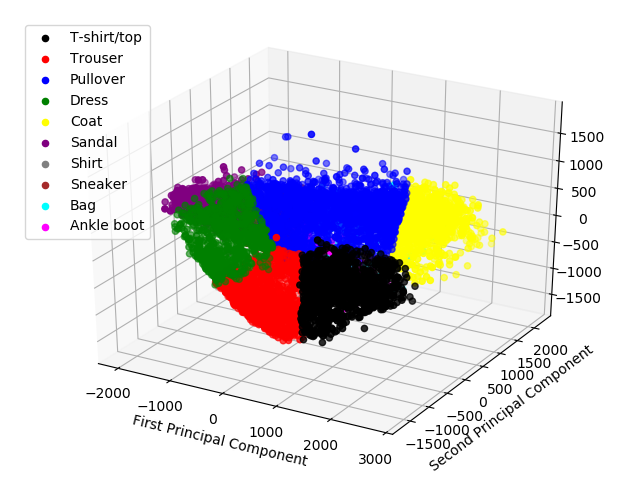 T-shirt/top
Trouser
Pullover
Dress
Coat
Sandal
Shirt
Sneaker
Bag
Ankle boot
1500
1000
500
0
−500
−1000
−1500
−2000
−1000
0
1000
2000
3000
First Principal Component
−1500
−1000
−500
0
500
1000
1500
2000
Second Principal Component